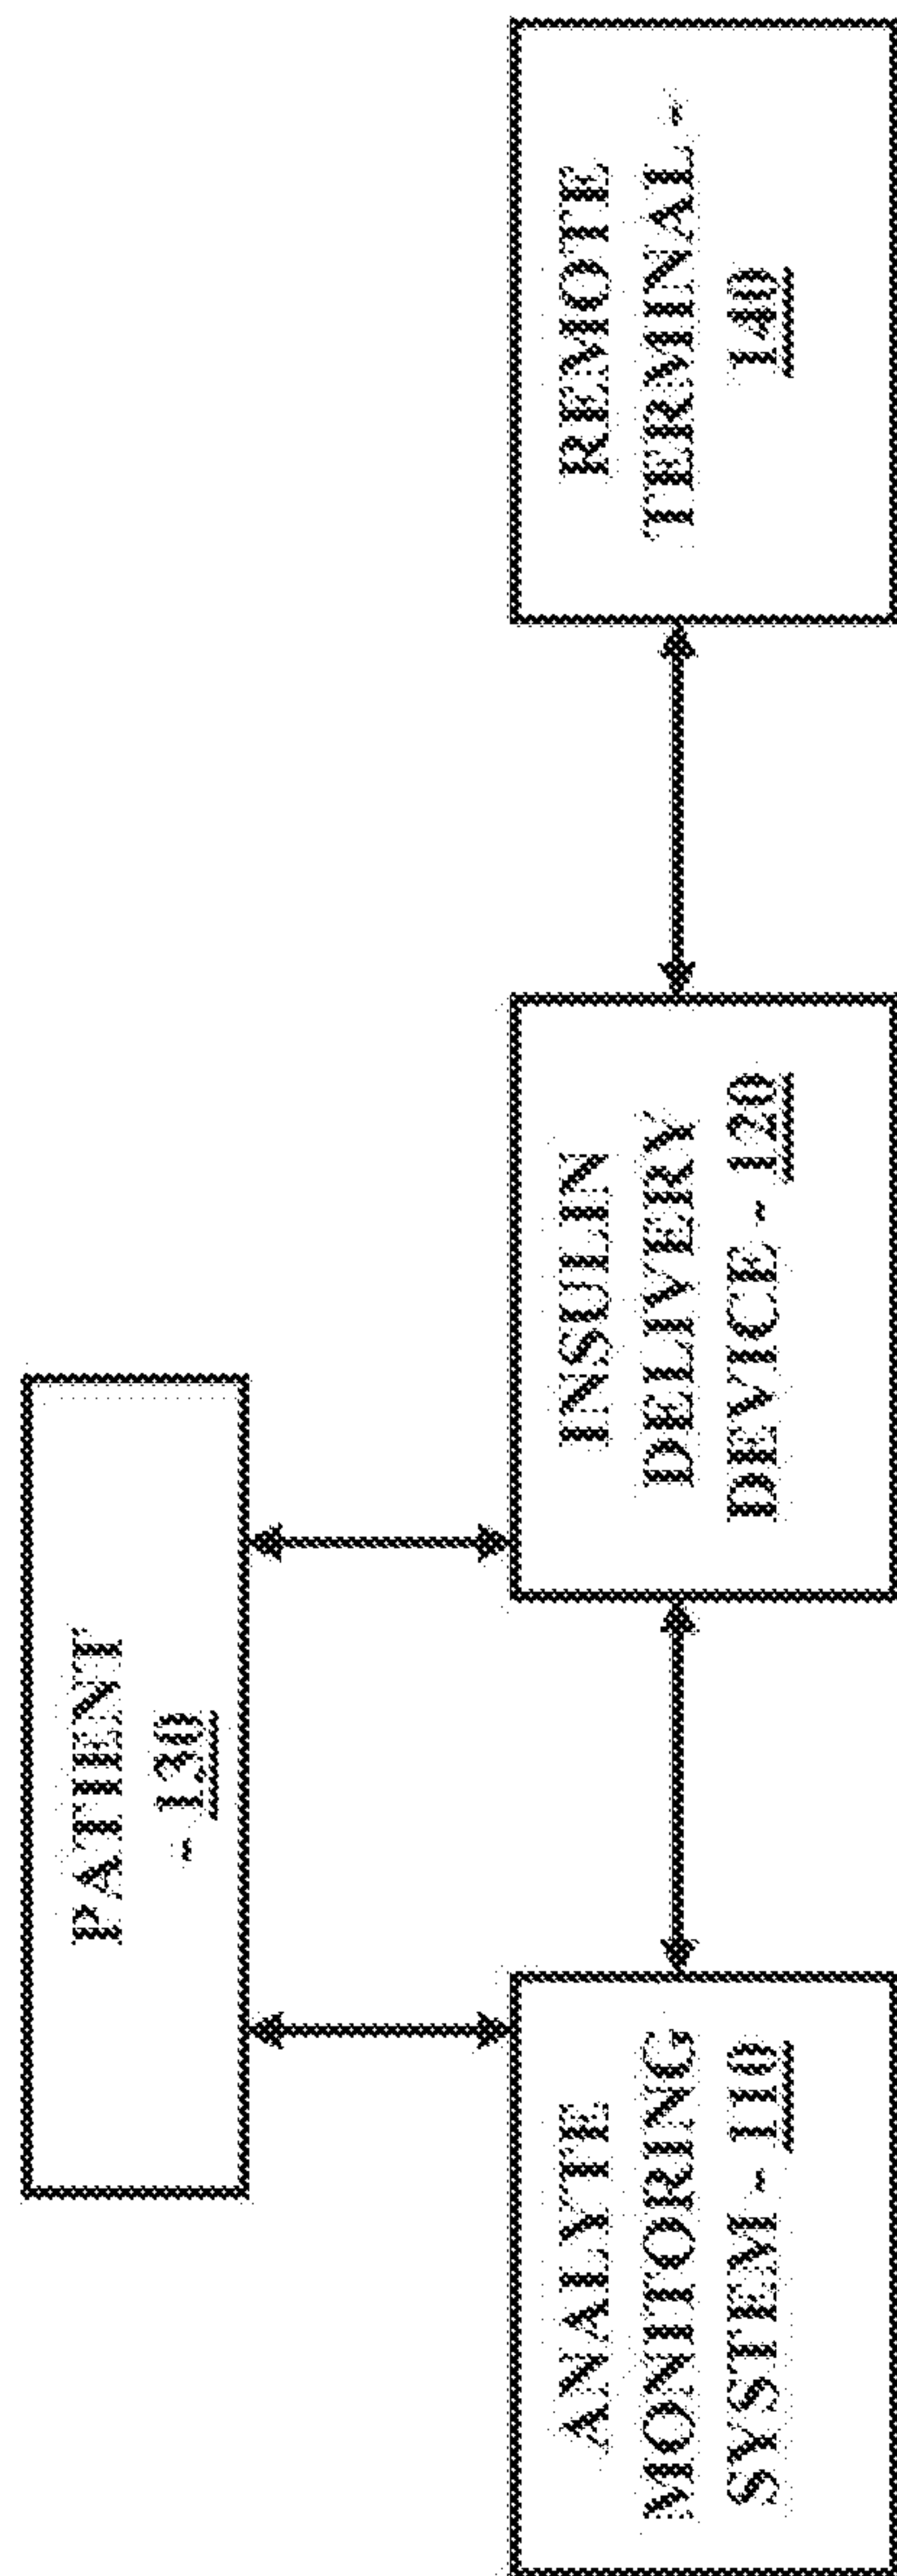 PATIENT
- 130
ANALYTE
MONITORING
SYSTEM - 110
INSULIN
DELIVERY
DEVICE - 120
REMOTE
TERMINAL -
140